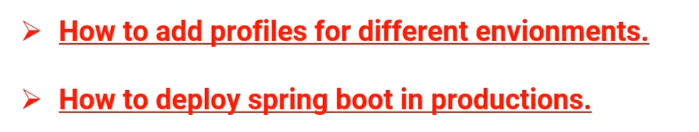 ➢ How to add profiles for different envionments.
➢ How to deploy spring boot in productions.